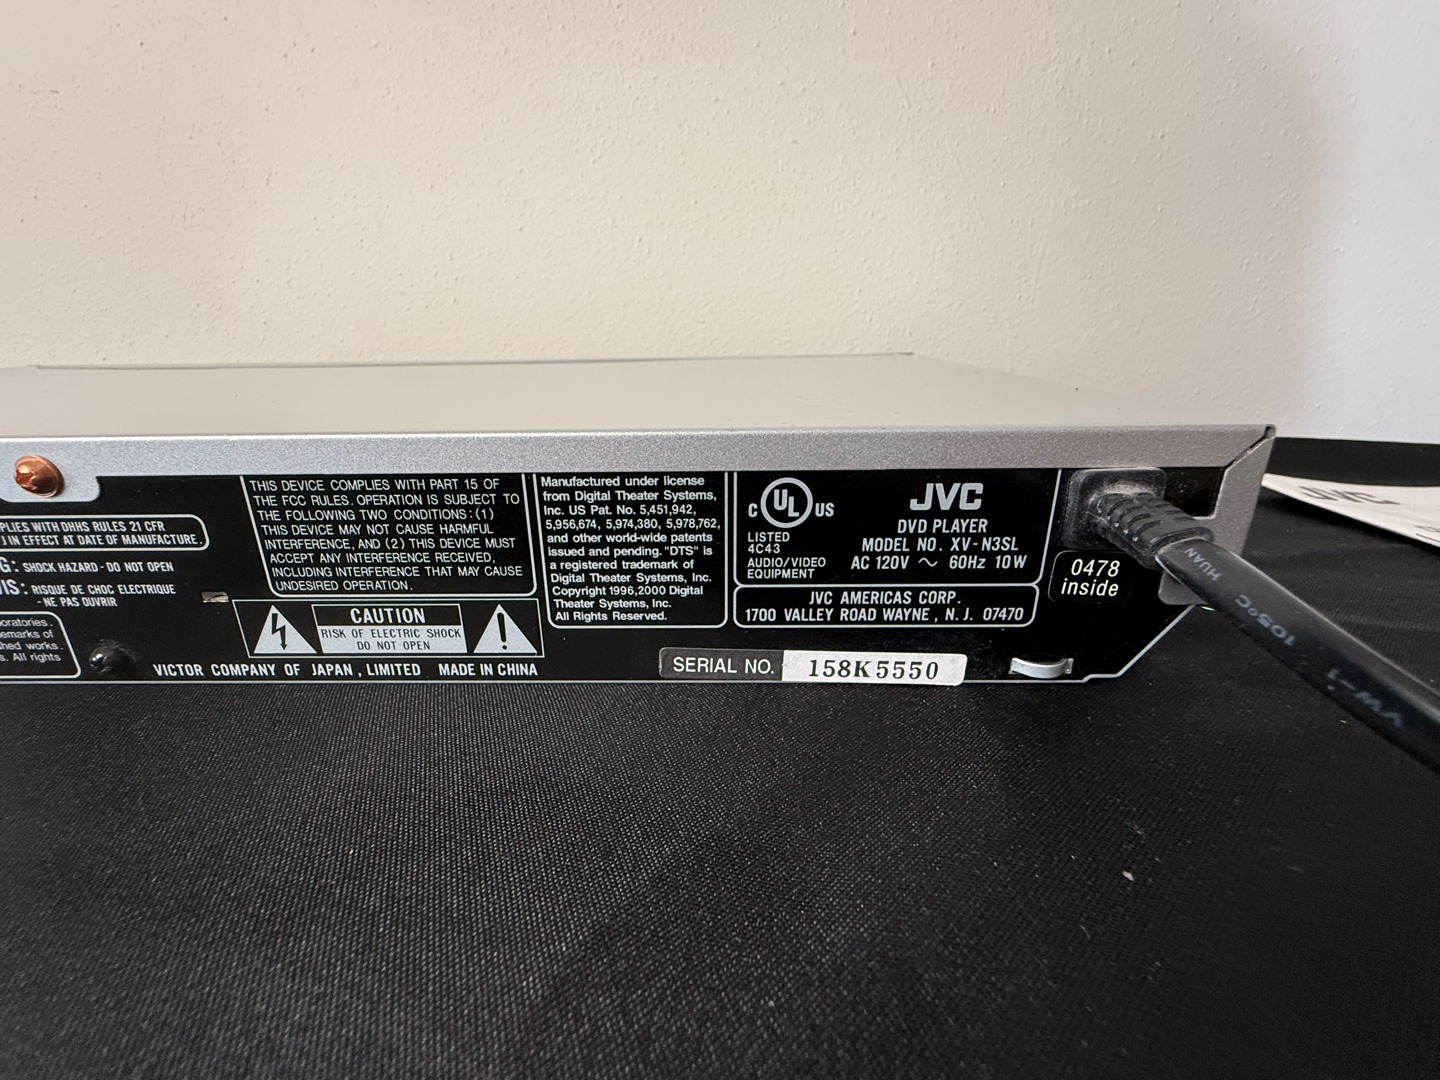 PLIES WITH DHHS RULES 21 CFR
IN EFFECT AT DATE OF MANUFACTURE.
G: SHOCK HAZARD - DO NOT OPEN
IS: RISQUE DE CHOC ELECTRIQUE
- NE PAS OUVRIR
oratories.
emarks of
hed works.
s. All rights
THIS DEVICE COMPLIES WITH PART 15 OF
THE FCC RULES. OPERATION IS SUBJECT TO
THE FOLLOWING TWO CONDITIONS: (1)
THIS DEVICE MAY NOT CAUSE HARMFUL
INTERFERENCE, AND (2) THIS DEVICE MUST
ACCEPT ANY INTERFERENCE RECEIVED,
INCLUDING INTERFERENCE THAT MAY CAUSE
UNDESIRED OPERATION.
CAUTION
RISK OF ELECTRIC SHOCK
DO NOT OPEN
VICTOR COMPANY OF JAPAN, LIMITED MADE IN CHINA
Manufactured under license
from Digital Theater Systems,
Inc. US Pat. No. 5,451,942,
5,956,674, 5,974,380, 5,978,762,
and other world-wide patents
issued and pending. "DTS" is
a registered trademark of
Digital Theater Systems, Inc.
Copyright 1996,2000 Digital
Theater Systems, Inc.
All Rights Reserved.
C UL US
LISTED
4C43
AUDIO/VIDEO
EQUIPMENT
JVC
DVD PLAYER
MODEL NO. XV-N3SL
AC 120V ~ 60Hz 10W
JVC AMERICAS CORP.
1700 VALLEY ROAD WAYNE, N.J. 07470
SERIAL NO. 158K5550
0478
inside
HUAN 105°C VW-1
JVC